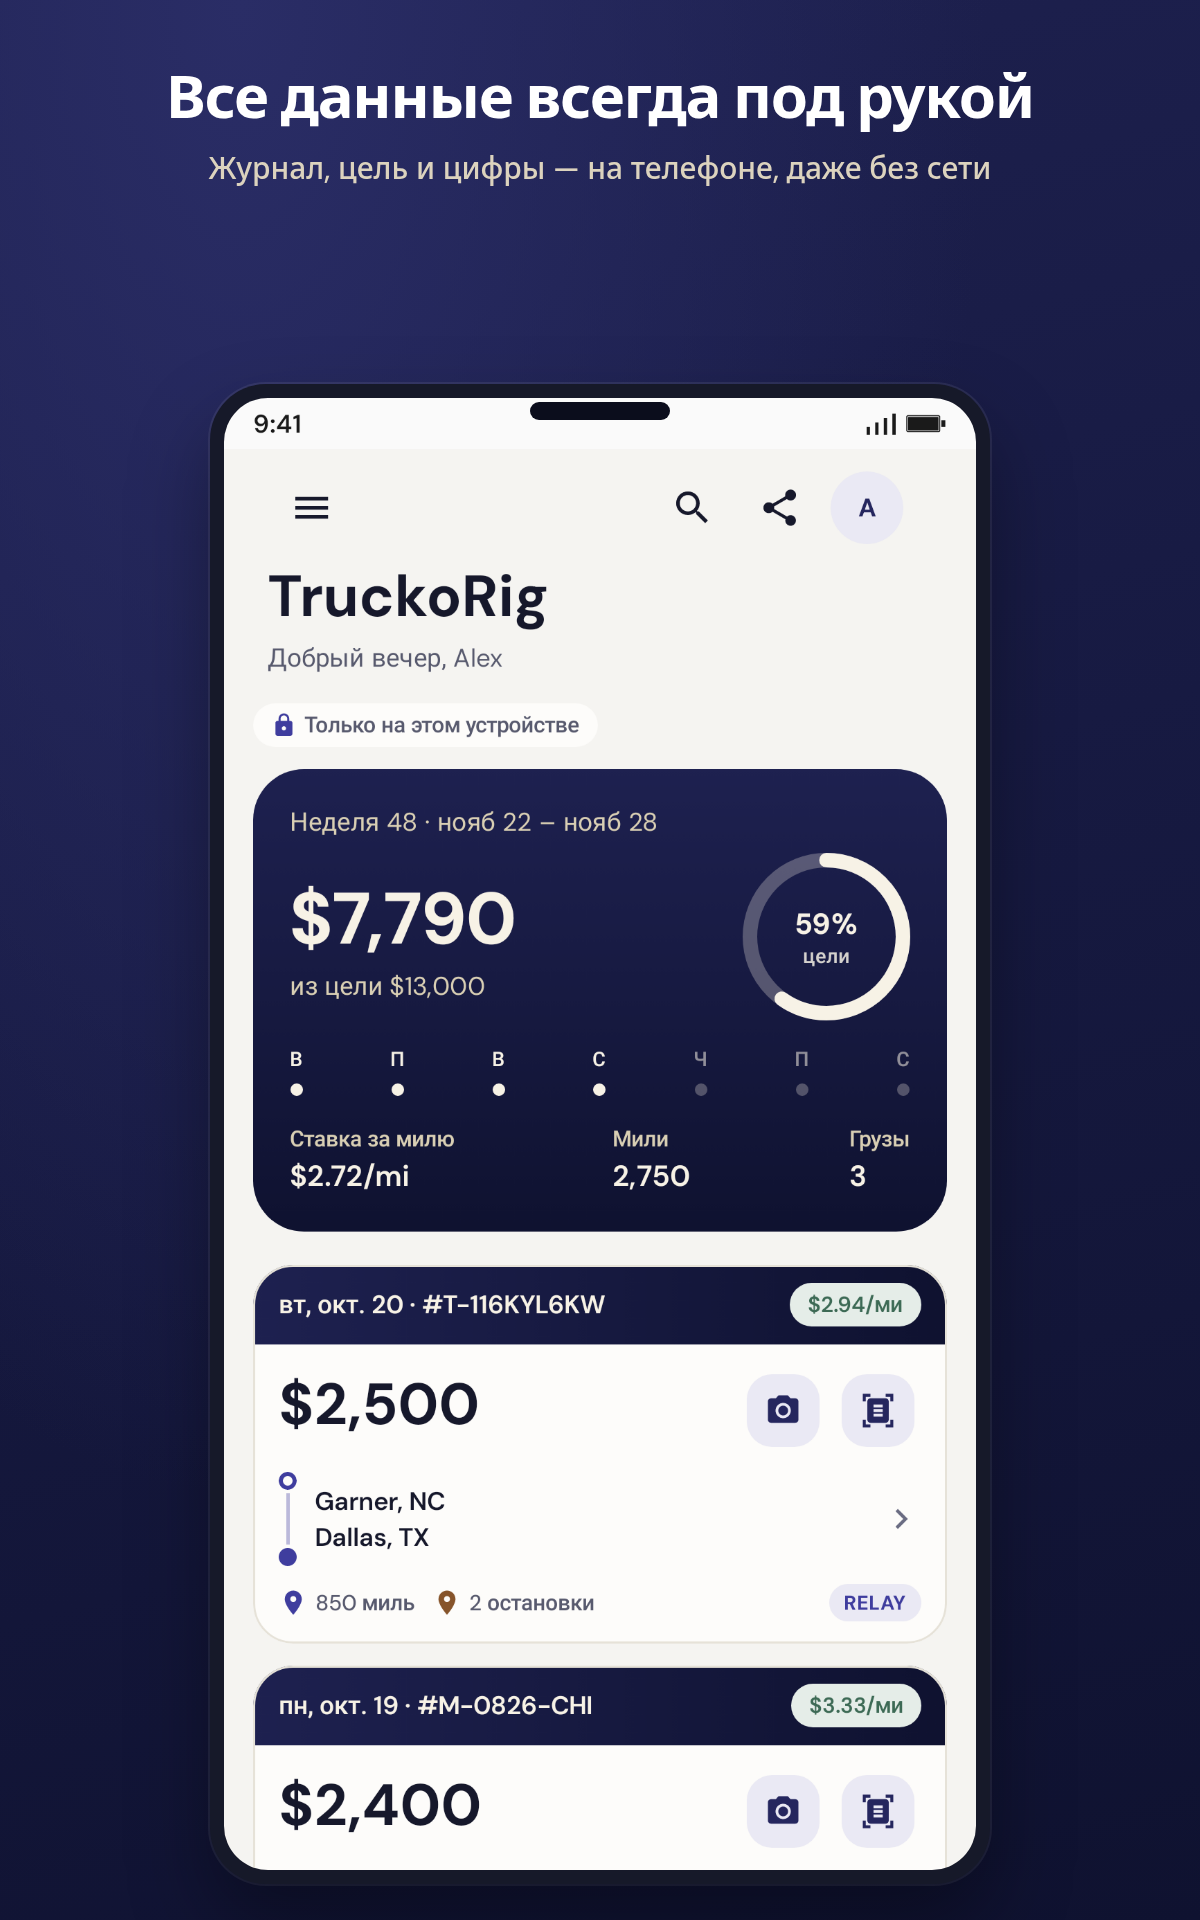 Все данные всегда под рукой
Журнал, цель и цифры — на телефоне, даже без сети
9:41
A
TruckoRig
Добрый вечер, Alex
Только на этом устройстве
Неделя 48 · нояб 22 – нояб 28
$7,790
59%
цели
из цели $13,000
В П В С Ч П С
Ставка за милю Мили Грузы
$2.72/mi 2,750 3
вт, окт. 20 · #T-116KYL6KW $2.94/ми
$2,500
Garner, NC
Dallas, TX
850 миль 2 остановки RELAY
пн, окт. 19 · #M-0826-CHI $3.33/ми
$2,400